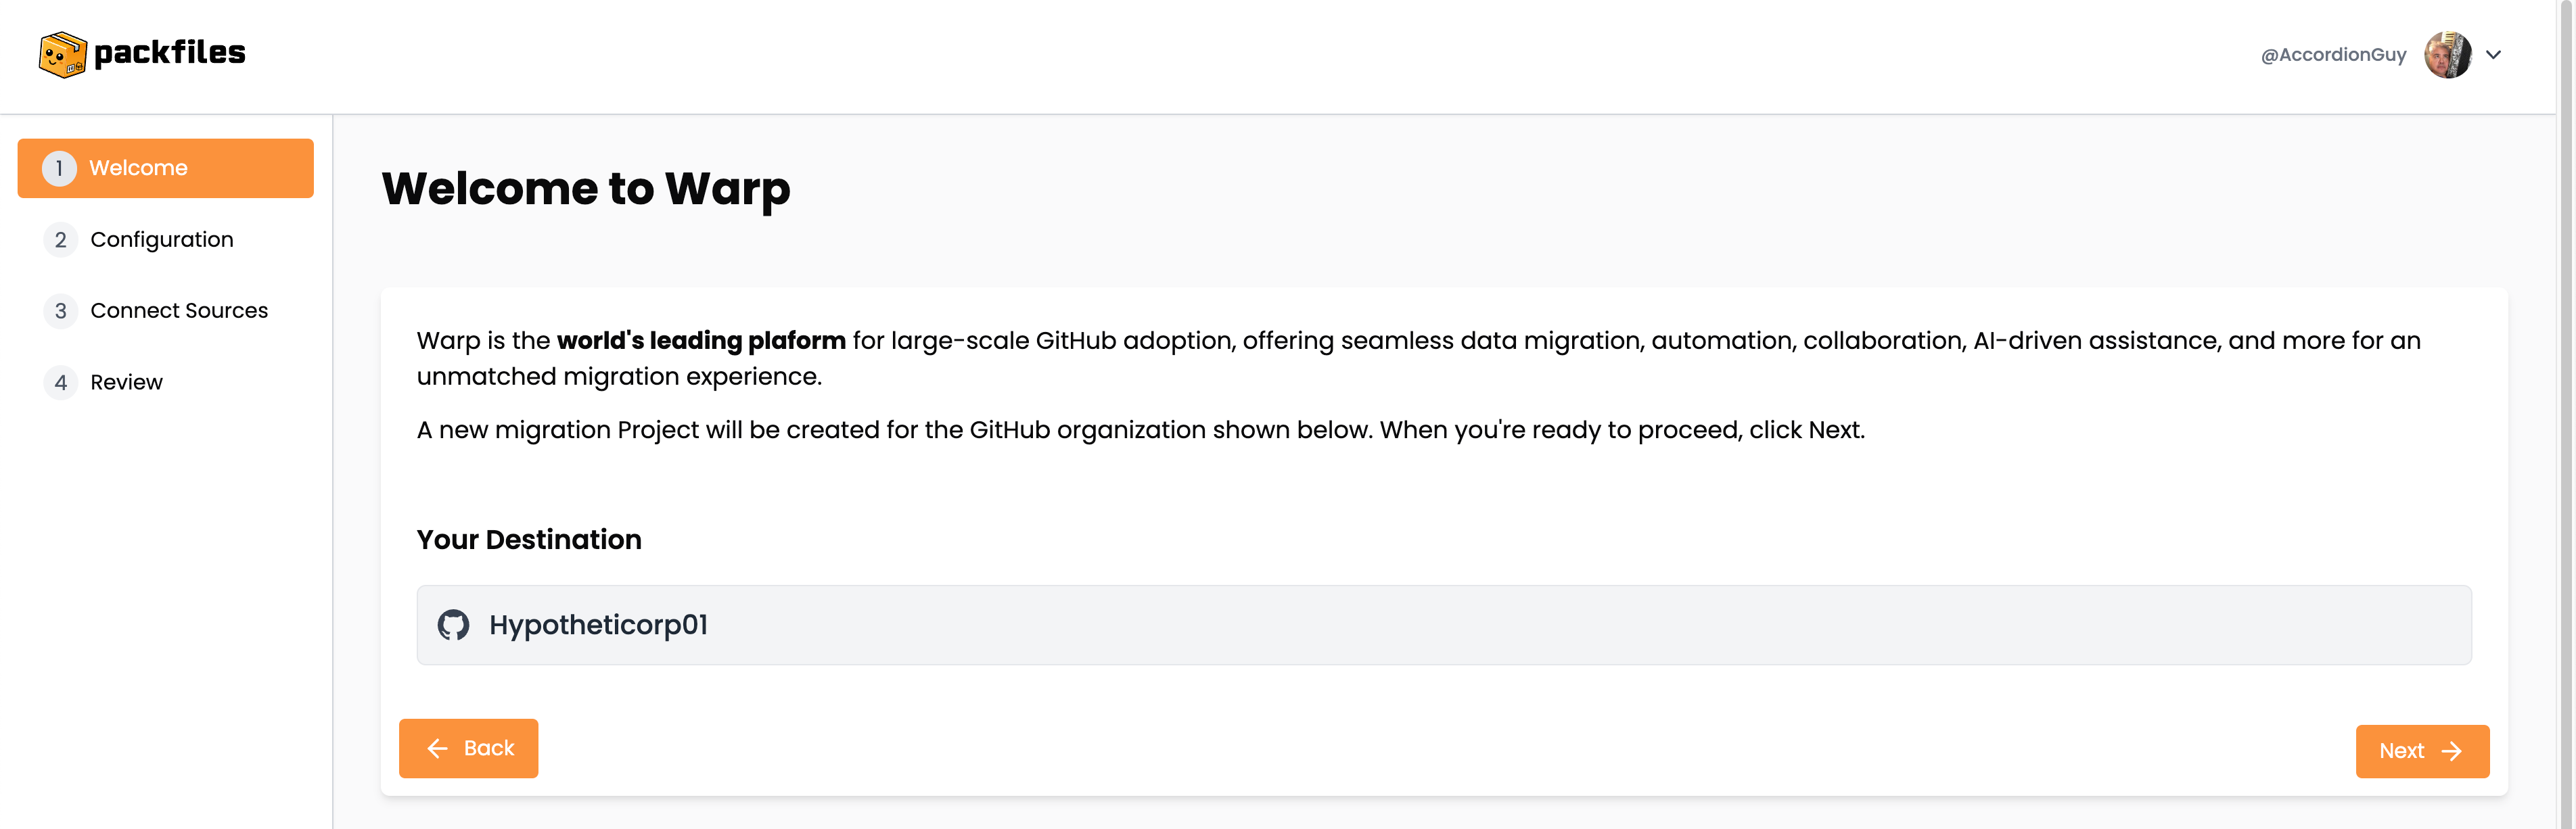 packfiles
@AccordionGuy
1 Welcome
2 Configuration
3 Connect Sources
4 Review
Welcome to Warp
Warp is the world's leading plaform for large-scale GitHub adoption, offering seamless data migration, automation, collaboration, AI-driven assistance, and more for an
unmatched migration experience.
A new migration Project will be created for the GitHub organization shown below. When you're ready to proceed, click Next.
Your Destination
Hypotheticorp01
Back
Next